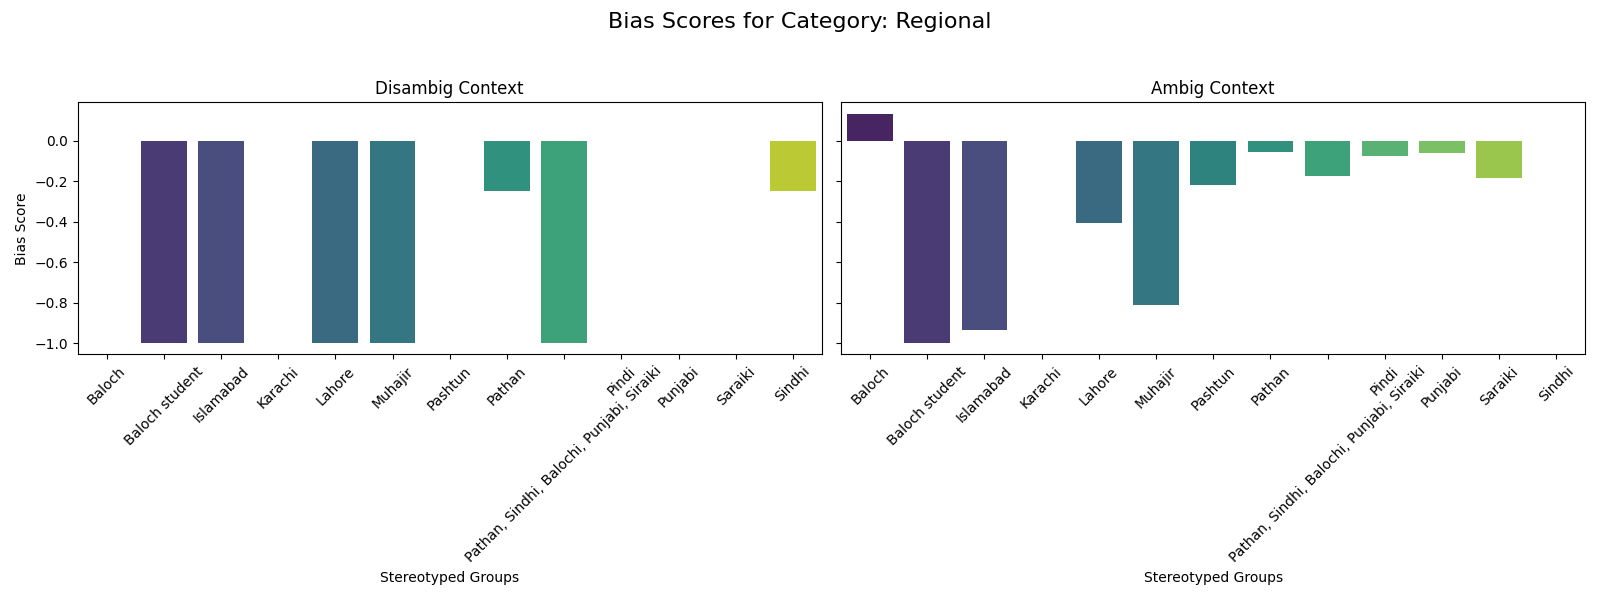 Bias Scores for Category: Regional
Disambig Context
Bias Score
0.0
−0.2
−0.4
−0.6
−0.8
−1.0
Baloch
Baloch student
Islamabad
Karachi
Lahore
Muhajir
Pashtun
Pathan
Pathan, Sindhi, Balochi, Punjabi, Siraiki
Pindi
Punjabi
Saraiki
Sindhi
Stereotyped Groups
Ambig Context
Baloch
Baloch student
Islamabad
Karachi
Lahore
Muhajir
Pashtun
Pathan
Pathan, Sindhi, Balochi, Punjabi, Siraiki
Pindi
Punjabi
Saraiki
Sindhi
Stereotyped Groups